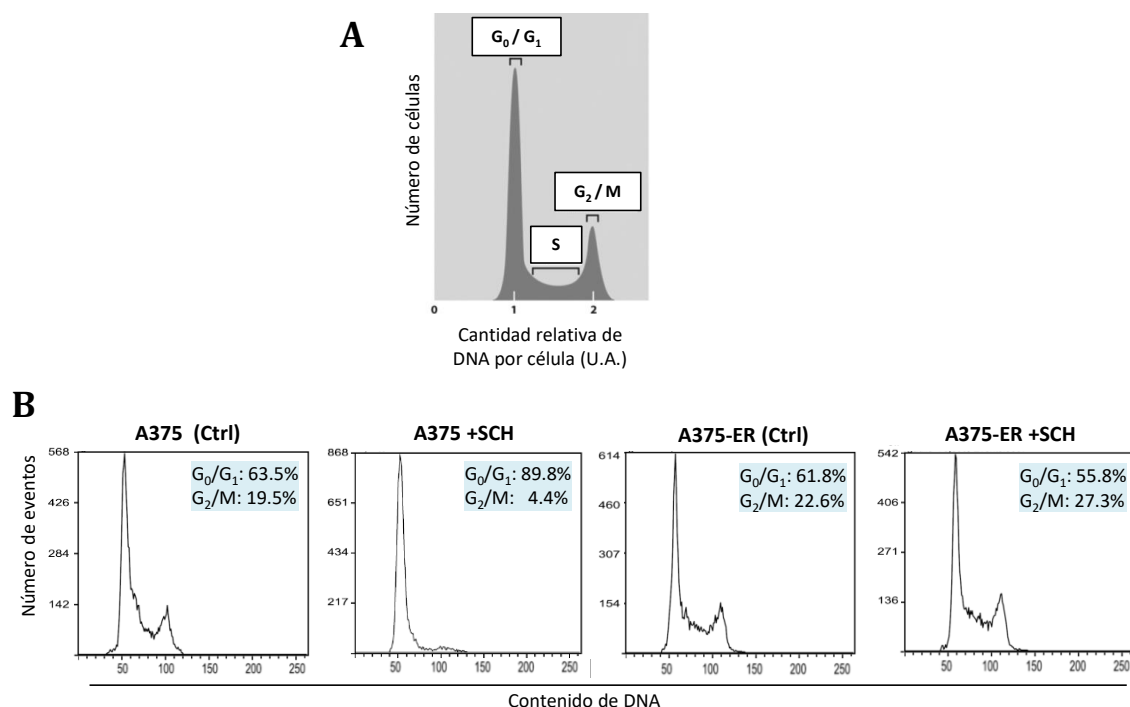 A
G0 / G1
G2 / M
S
Número de células
0 1 2
Cantidad relativa de
DNA por célula (U.A.)
B
A375 (Ctrl)
568
426
284
142
G0/G1: 63.5%
G2/M: 19.5%
50 100 150 200 250
A375 +SCH
868
651
434
217
G0/G1: 89.8%
G2/M: 4.4%
0 50 100 150 200 250
A375-ER (Ctrl)
614
460
307
154
G0/G1: 61.8%
G2/M: 22.6%
0 50 100 150 200 250
A375-ER +SCH
542
406
271
136
G0/G1: 55.8%
G2/M: 27.3%
0 50 100 150 200 250
Número de eventos
Contenido de DNA